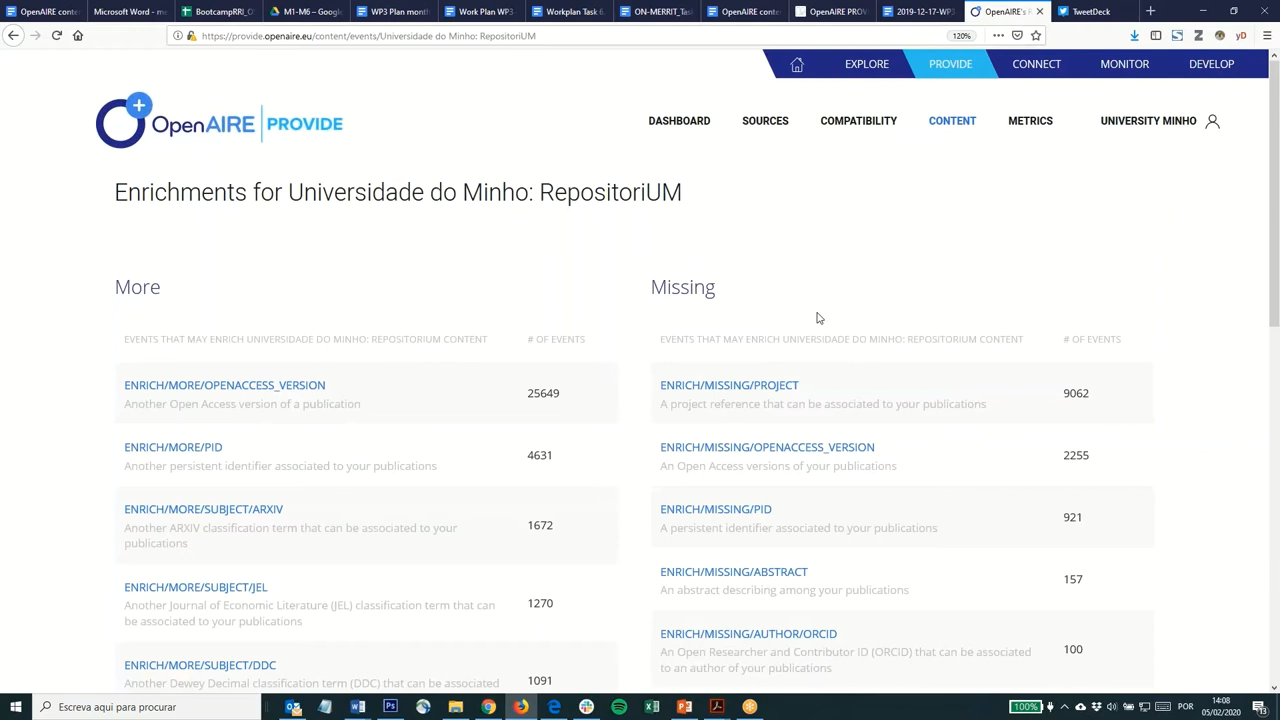 OpenAIRE conte
Microsoft Word - m
BootcampRRI_O
M1-M6 – Google
WP3 Plan month
Work Plan WP3
Workplan Task 6.
ON-MERRIT_Task
OpenAIRE conte
OpenAIRE PROV
2019-12-17-WP3
OpenAIRE's
TweetDeck
https://provide.openaire.eu/content/events/Universidade do Minho: RepositoriUM
120%
EXPLORE
PROVIDE
CONNECT
MONITOR
DEVELOP
OpenAIRE PROVIDE
DASHBOARD
SOURCES
COMPATIBILITY
CONTENT
METRICS
UNIVERSITY MINHO
Enrichments for Universidade do Minho: RepositoriUM
More
EVENTS THAT MAY ENRICH UNIVERSIDADE DO MINHO: REPOSITORIUM CONTENT
# OF EVENTS
ENRICH/MORE/OPENACCESS_VERSION
Another Open Access version of a publication
25649
ENRICH/MORE/PID
Another persistent identifier associated to your publications
4631
ENRICH/MORE/SUBJECT/ARXIV
Another ARXIV classification term that can be associated to your
publications
1672
ENRICH/MORE/SUBJECT/JEL
Another Journal of Economic Literature (JEL) classification term that can
be associated to your publications
1270
ENRICH/MORE/SUBJECT/DDC
Another Dewey Decimal classification term (DDC) that can be associated
1091
Missing
EVENTS THAT MAY ENRICH UNIVERSIDADE DO MINHO: REPOSITORIUM CONTENT
# OF EVENTS
ENRICH/MISSING/PROJECT
A project reference that can be associated to your publications
9062
ENRICH/MISSING/OPENACCESS_VERSION
An Open Access versions of your publications
2255
ENRICH/MISSING/PID
A persistent identifier associated to your publications
921
ENRICH/MISSING/ABSTRACT
An abstract describing among your publications
157
ENRICH/MISSING/AUTHOR/ORCID
An Open Researcher and Contributor ID (ORCID) that can be associated
to an author of your publications
100
Escreva aqui para procurar
100%
POR
14:08
05/02/2020
13